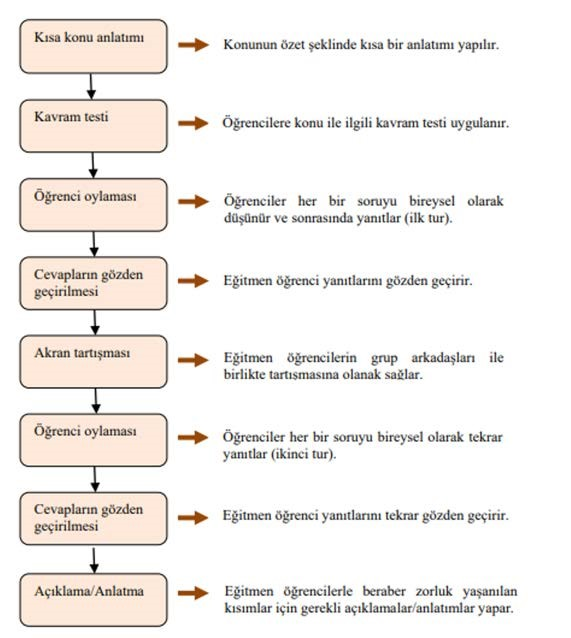 Kısa konu anlatımı
Konunun özet şeklinde kısa bir anlatımı yapılır.
Kavram testi
Öğrencilere konu ile ilgili kavram testi uygulanır.
Öğrenci oylaması
Öğrenciler her bir soruyu bireysel olarak
düşünür ve sonrasında yanıtlar (ilk tur).
Cevapların gözden
geçirilmesi
Eğitmen öğrenci yanıtlarını gözden geçirir.
Akran tartışması
Eğitmen öğrencilerin grup arkadaşları ile
birlikte tartışmasına olanak sağlar.
Öğrenci oylaması
Öğrenciler her bir soruyu bireysel olarak tekrar
yanıtlar (ikinci tur).
Cevapların gözden
geçirilmesi
Eğitmen öğrenci yanıtlarını tekrar gözden geçirir.
Açıklama/Anlatma
Eğitmen öğrencilerle beraber zorluk yaşanılan
kısımlar için gerekli açıklamalar/anlatımlar yapar.